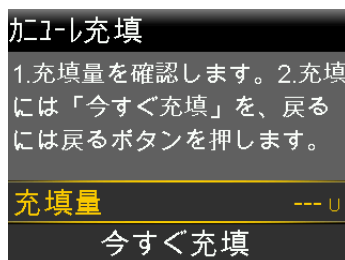 ｶﾆｭｰﾚ充填
1.充填量を確認します。2.充填
には「今すぐ充填」を、戻る
には戻るボタンを押します。
充填量 --- U
今すぐ充填